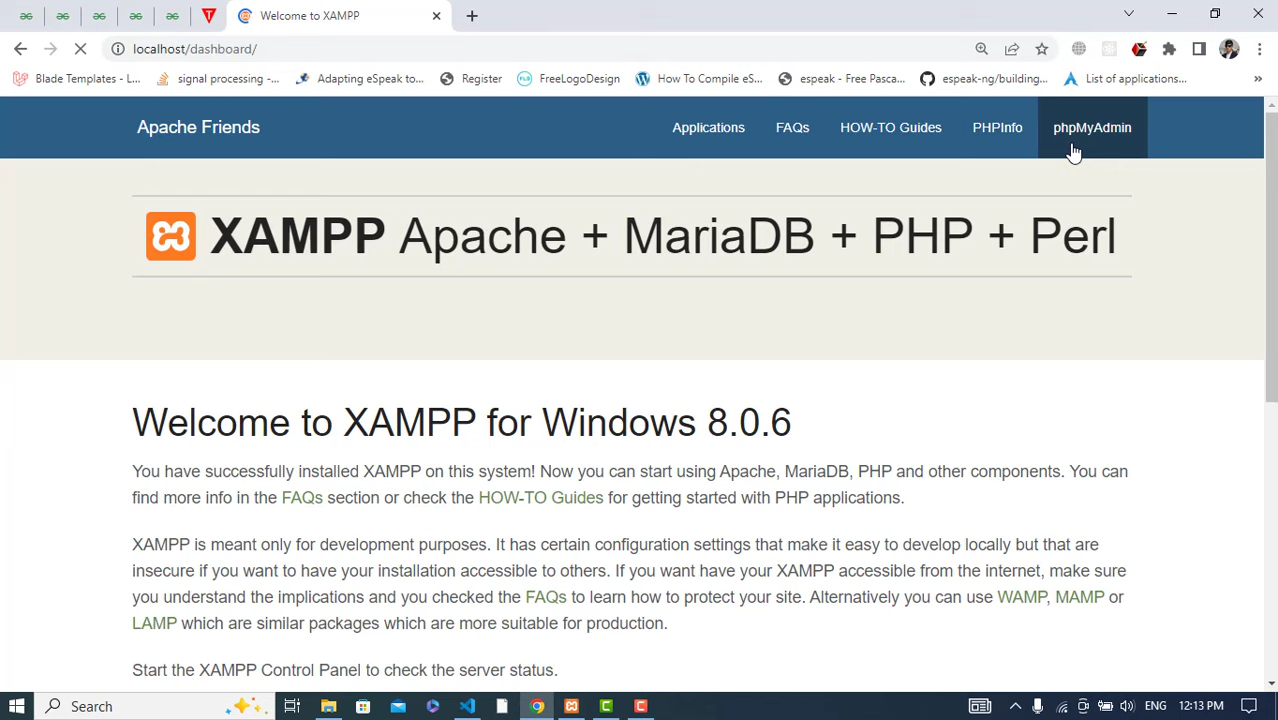 Welcome to XAMPP
localhost/dashboard/
Blade Templates - L...
signal processing -...
Adapting eSpeak to...
Register
FreeLogoDesign
How To Compile eS...
espeak - Free Pasca...
espeak-ng/building...
List of applications...
»
Apache Friends
Applications
FAQs
HOW-TO Guides
PHPInfo
phpMyAdmin
XAMPP Apache + MariaDB + PHP + Perl
Welcome to XAMPP for Windows 8.0.6
You have successfully installed XAMPP on this system! Now you can start using Apache, MariaDB, PHP and other components. You can
find more info in the FAQs section or check the HOW-TO Guides for getting started with PHP applications.
XAMPP is meant only for development purposes. It has certain configuration settings that make it easy to develop locally but that are
insecure if you want to have your installation accessible to others. If you want have your XAMPP accessible from the internet, make sure
you understand the implications and you checked the FAQs to learn how to protect your site. Alternatively you can use WAMP, MAMP or
LAMP which are similar packages which are more suitable for production.
Start the XAMPP Control Panel to check the server status.
Search
ENG
12:13 PM